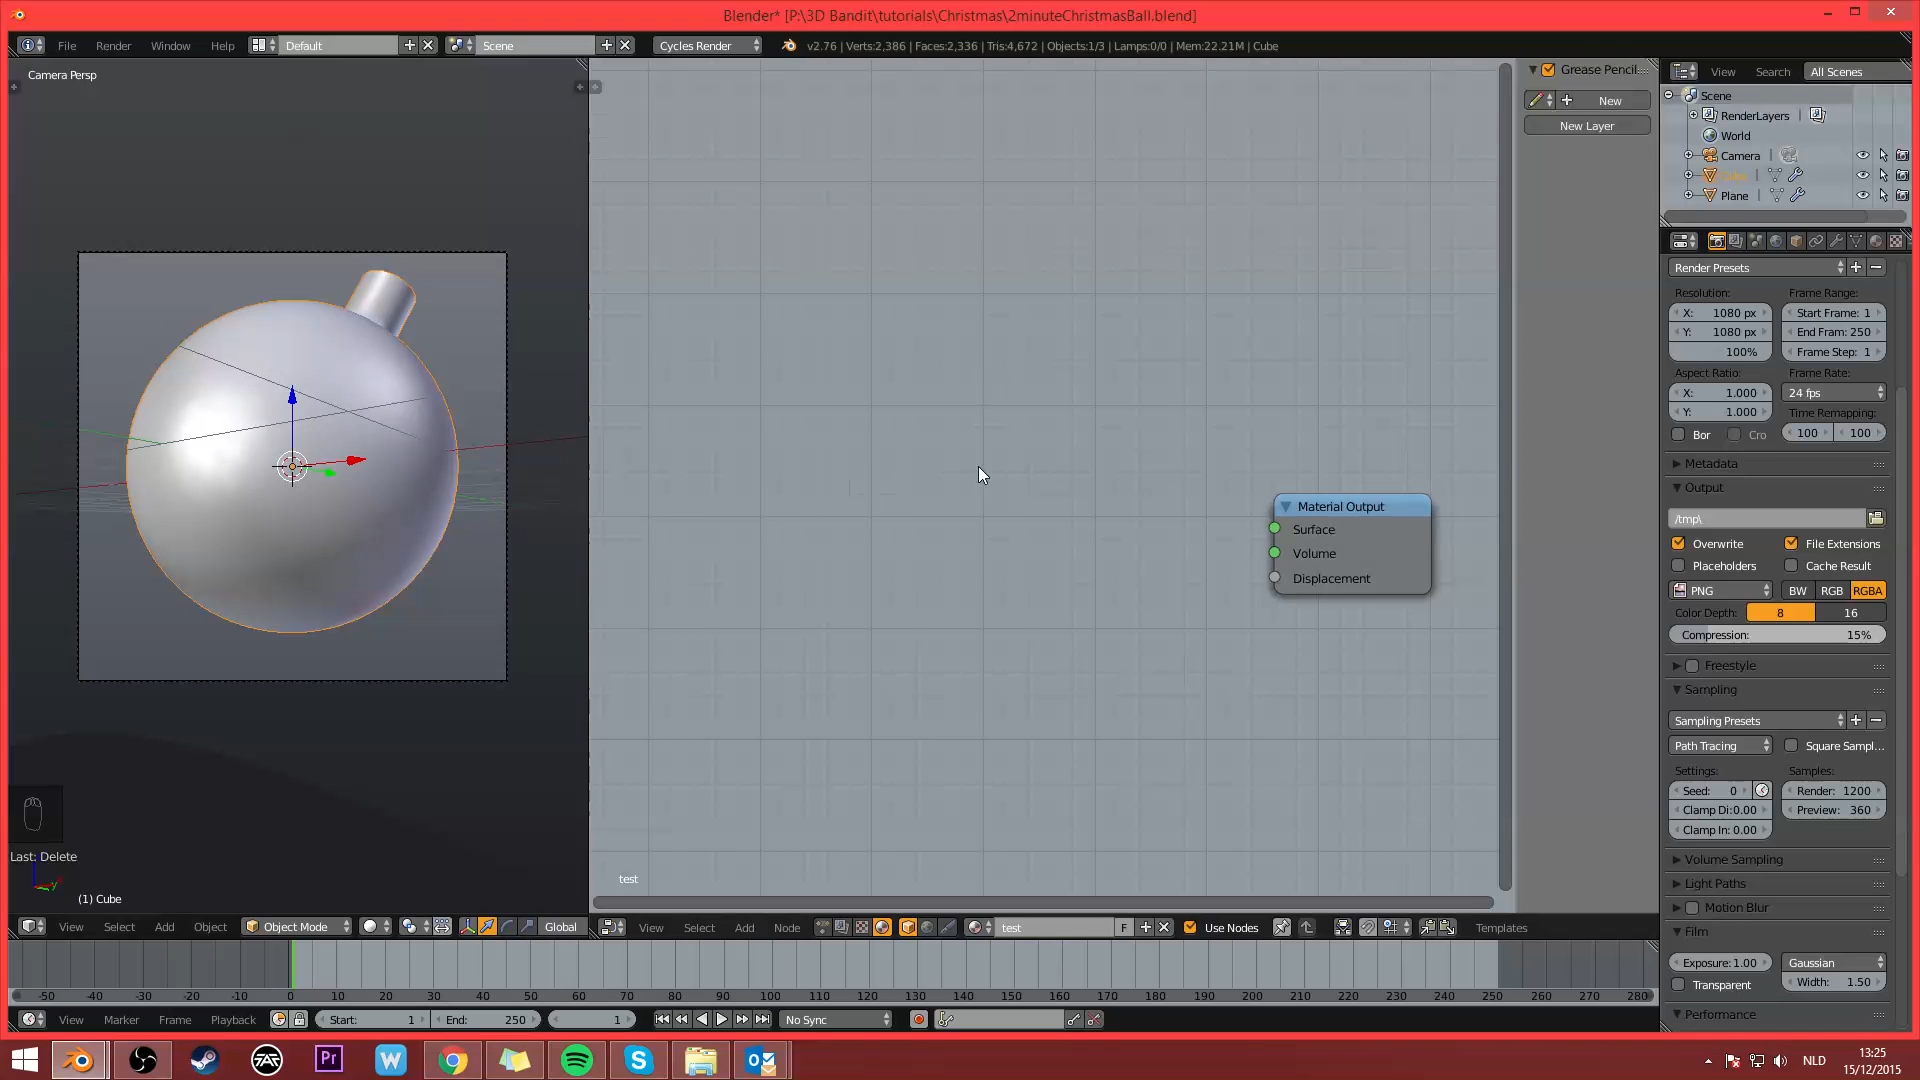 Blender* [P:\3D Bandit\tutorials\Christmas\2minuteChristmasBall.blend]
File Render Window Help Default Scene Cycles Render v2.76 | Verts:2,386 | Faces:2,336 | Tris:4,672 | Objects:1/3 | Lamps:0/0 | Mem:22.21M | Cube
Camera Persp
Last: Delete
(1) Cube
View Select Add Object Object Mode Global
Material Output
Surface
Volume
Displacement
test
View Select Add Node test F Use Nodes Templates
Grease Pencil
New
New Layer
View Search All Scenes
Scene
RenderLayers
World
Camera
Plane
Render Presets
Resolution: Frame Range:
X: 1080 px Start Frame: 1
Y: 1080 px End Fram: 250
100% Frame Step: 1
Aspect Ratio: Frame Rate:
X: 1.000 24 fps
Y: 1.000 Time Remapping:
Bor Cro 100 100
Metadata
Output
/tmp\
Overwrite File Extensions
Placeholders Cache Result
PNG BW RGB RGBA
Color Depth: 8 16
Compression: 15%
Freestyle
Sampling
Sampling Presets
Path Tracing Square Sampl...
Settings: Samples:
Seed: 0 Render: 1200
Clamp Di:0.00 Preview: 360
Clamp In: 0.00
Volume Sampling
Light Paths
Motion Blur
Film
Exposure: 1.00 Gaussian
Transparent Width: 1.50
Performance
-50 -40 -30 -20 -10 0 10 20 30 40 50 60 70 80 90 100 110 120 130 140 150 160 170 180 190 200 210 220 230 240 250 260 270 280
View Marker Frame Playback Start: 1 End: 250 1 No Sync
FAR Pr W S
NLD 13:25
15/12/2015